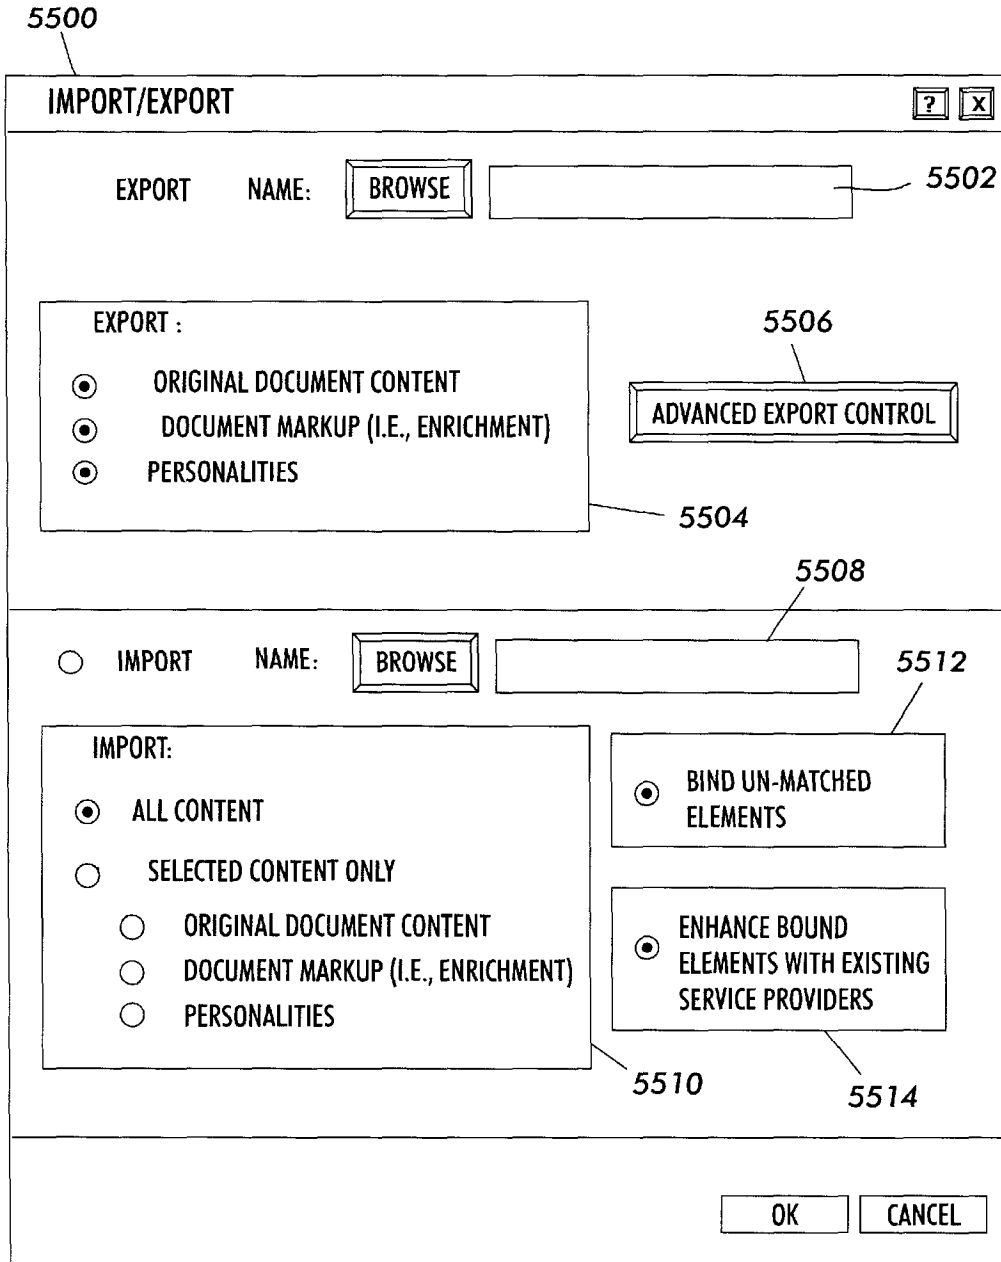 5500
IMPORT/EXPORT ? X
EXPORT NAME: BROWSE 5502
EXPORT :
ORIGINAL DOCUMENT CONTENT
DOCUMENT MARKUP (I.E., ENRICHMENT)
PERSONALITIES
5504
5506
ADVANCED EXPORT CONTROL
5508
IMPORT NAME: BROWSE
IMPORT:
ALL CONTENT
SELECTED CONTENT ONLY
ORIGINAL DOCUMENT CONTENT
DOCUMENT MARKUP (I.E., ENRICHMENT)
PERSONALITIES
5510
5512
BIND UN-MATCHED
ELEMENTS
ENHANCE BOUND
ELEMENTS WITH EXISTING
SERVICE PROVIDERS
5514
OK CANCEL